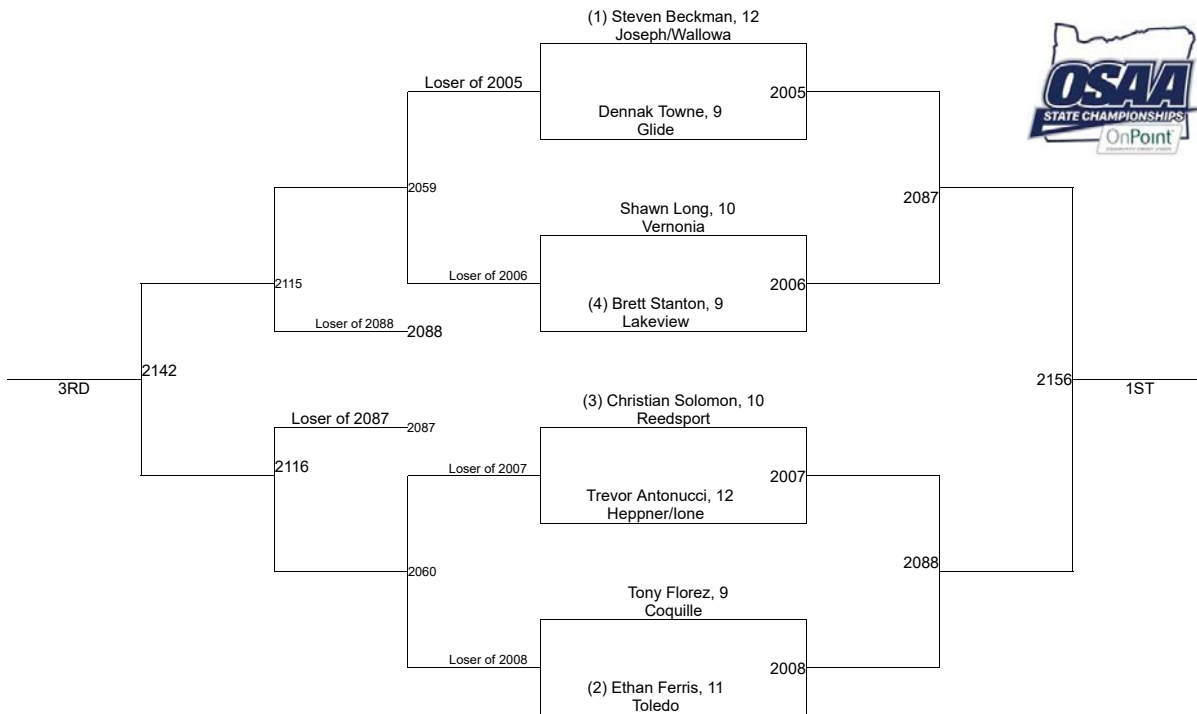 (1) Steven Beckman, 12
Joseph/Wallowa
Loser of 2005
2005
Dennak Towne, 9
Glide
OSAA
STATE CHAMPIONSHIPS
OnPoint
2059
2087
Shawn Long, 10
Vernonia
Loser of 2006
2006
2115
(4) Brett Stanton, 9
Lakeview
Loser of 2088
2088
2142
3RD
2156
1ST
(3) Christian Solomon, 10
Reedsport
Loser of 2087
2087
2116
Loser of 2007
2007
Trevor Antonucci, 12
Heppner/Ione
2060
2088
Tony Florez, 9
Coquille
Loser of 2008
2008
(2) Ethan Ferris, 11
Toledo